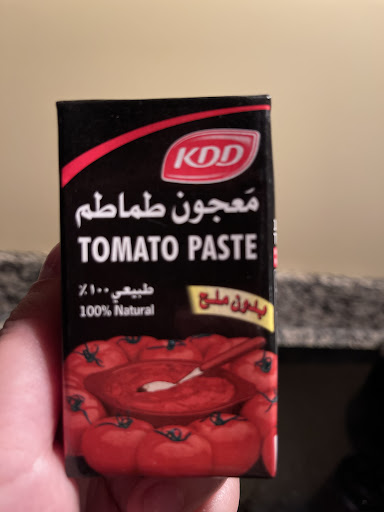 KDD
مَعجون طماطم
TOMATO PASTE
طبيعي ١٠٠٪
100% Natural
بدون ملح